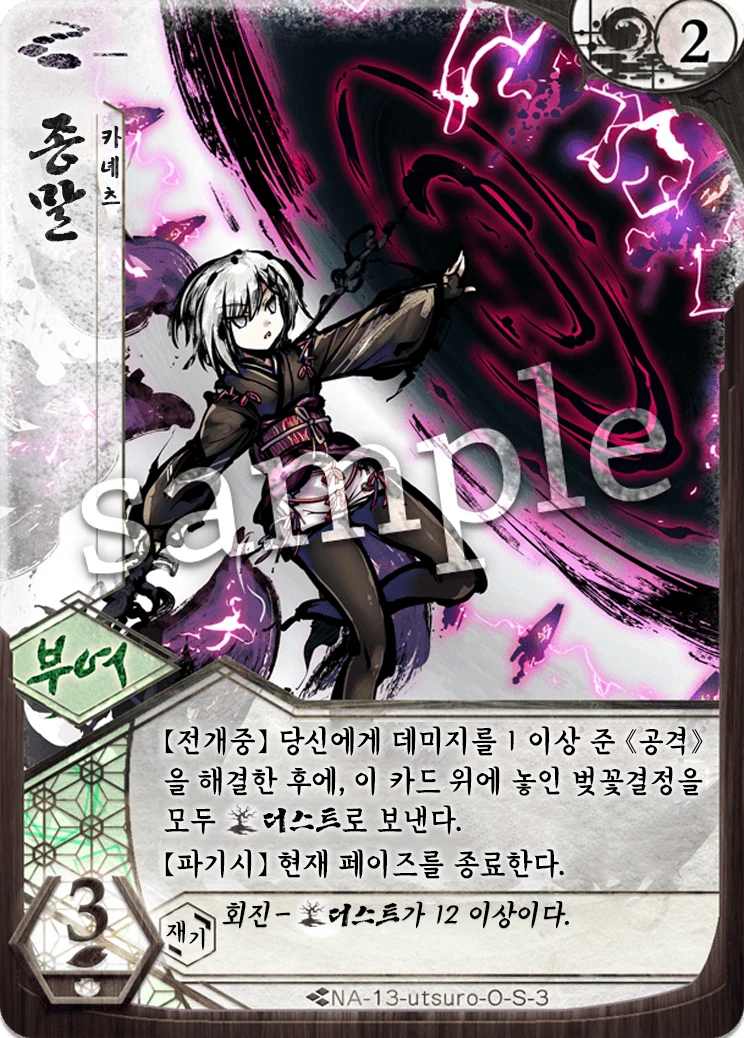 2
종말
카네츠
sample
부여
【전개중】 당신에게 데미지를 1 이상 준 《공격》
을 해결한 후에, 이 카드 위에 놓인 벚꽃결정을
모두 더스트로 보낸다.
【파기시】 현재 페이즈를 종료한다.
3
재기
회진 – 더스트가 12 이상이다.
NA-13-utsuro-O-S-3